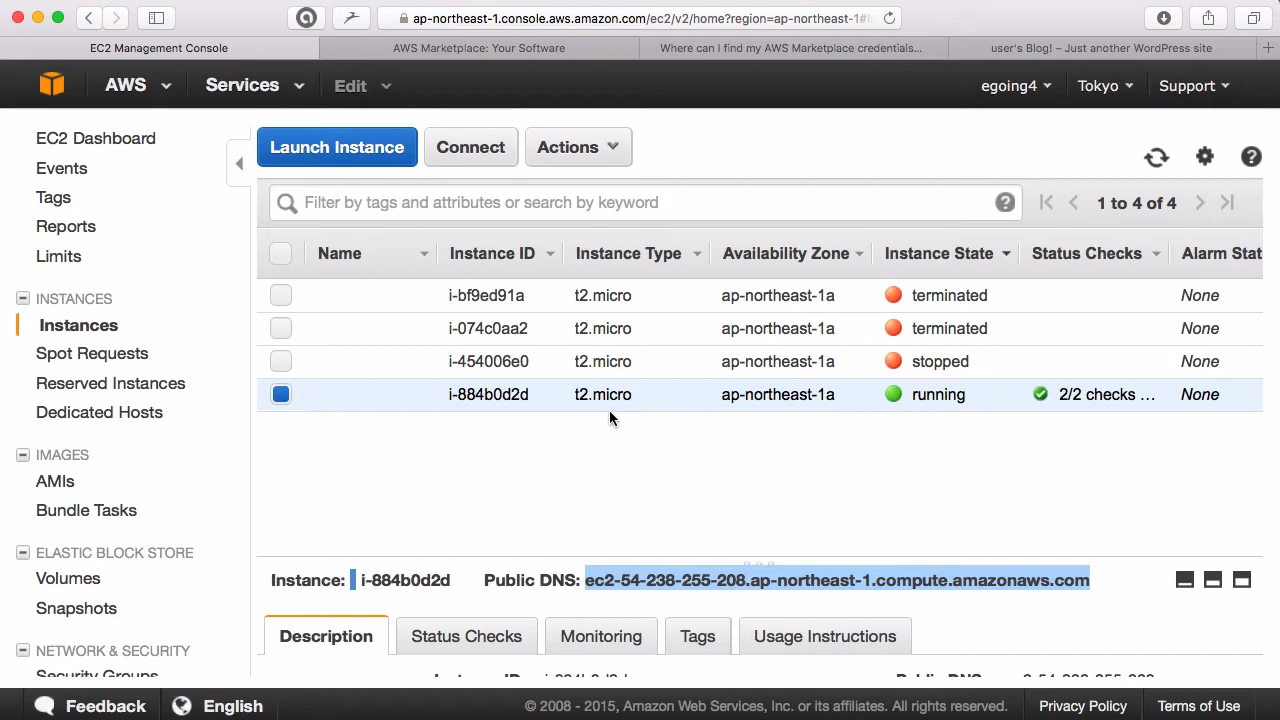 ap-northeast-1.console.aws.amazon.com/ec2/v2/home?region=ap-northeast-1#I
EC2 Management Console
AWS Marketplace: Your Software
Where can I find my AWS Marketplace credentials...
user's Blog! – Just another WordPress site
AWS
Services
Edit
egoing4
Tokyo
Support
EC2 Dashboard
Events
Tags
Reports
Limits
INSTANCES
Instances
Spot Requests
Reserved Instances
Dedicated Hosts
IMAGES
AMIs
Bundle Tasks
ELASTIC BLOCK STORE
Volumes
Snapshots
NETWORK & SECURITY
Security Groups
Launch Instance
Connect
Actions
Filter by tags and attributes or search by keyword
1 to 4 of 4
Name Instance ID Instance Type Availability Zone Instance State Status Checks Alarm Stat
i-bf9ed91a t2.micro ap-northeast-1a terminated None
i-074c0aa2 t2.micro ap-northeast-1a terminated None
i-454006e0 t2.micro ap-northeast-1a stopped None
i-884b0d2d t2.micro ap-northeast-1a running 2/2 checks ... None
Instance: i-884b0d2d Public DNS: ec2-54-238-255-208.ap-northeast-1.compute.amazonaws.com
Description
Status Checks
Monitoring
Tags
Usage Instructions
Feedback
English
© 2008 - 2015, Amazon Web Services, Inc. or its affiliates. All rights reserved.
Privacy Policy
Terms of Use